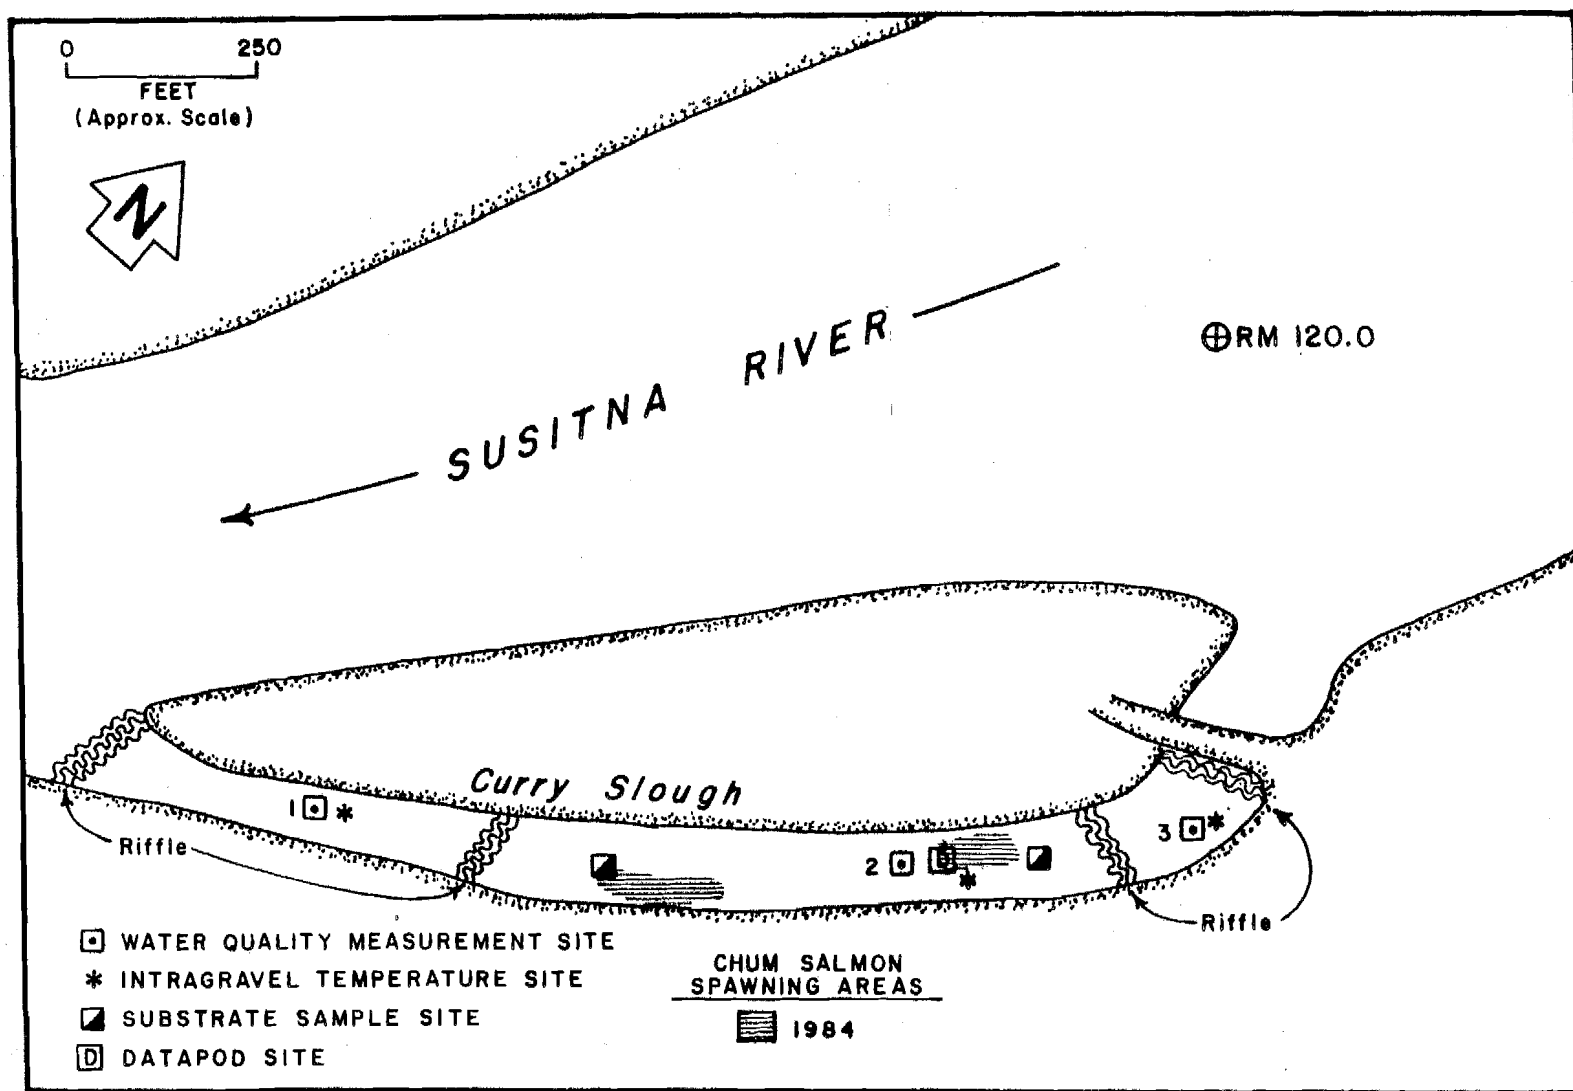 0 250
FEET
(Approx. Scale)
N
SUSITNA RIVER
RM 120.0
Curry Slough
1
2
D
3
Riffle
Riffle
WATER QUALITY MEASUREMENT SITE
* INTRAGRAVEL TEMPERATURE SITE
SUBSTRATE SAMPLE SITE
D DATAPOD SITE
CHUM SALMON
SPAWNING AREAS
1984